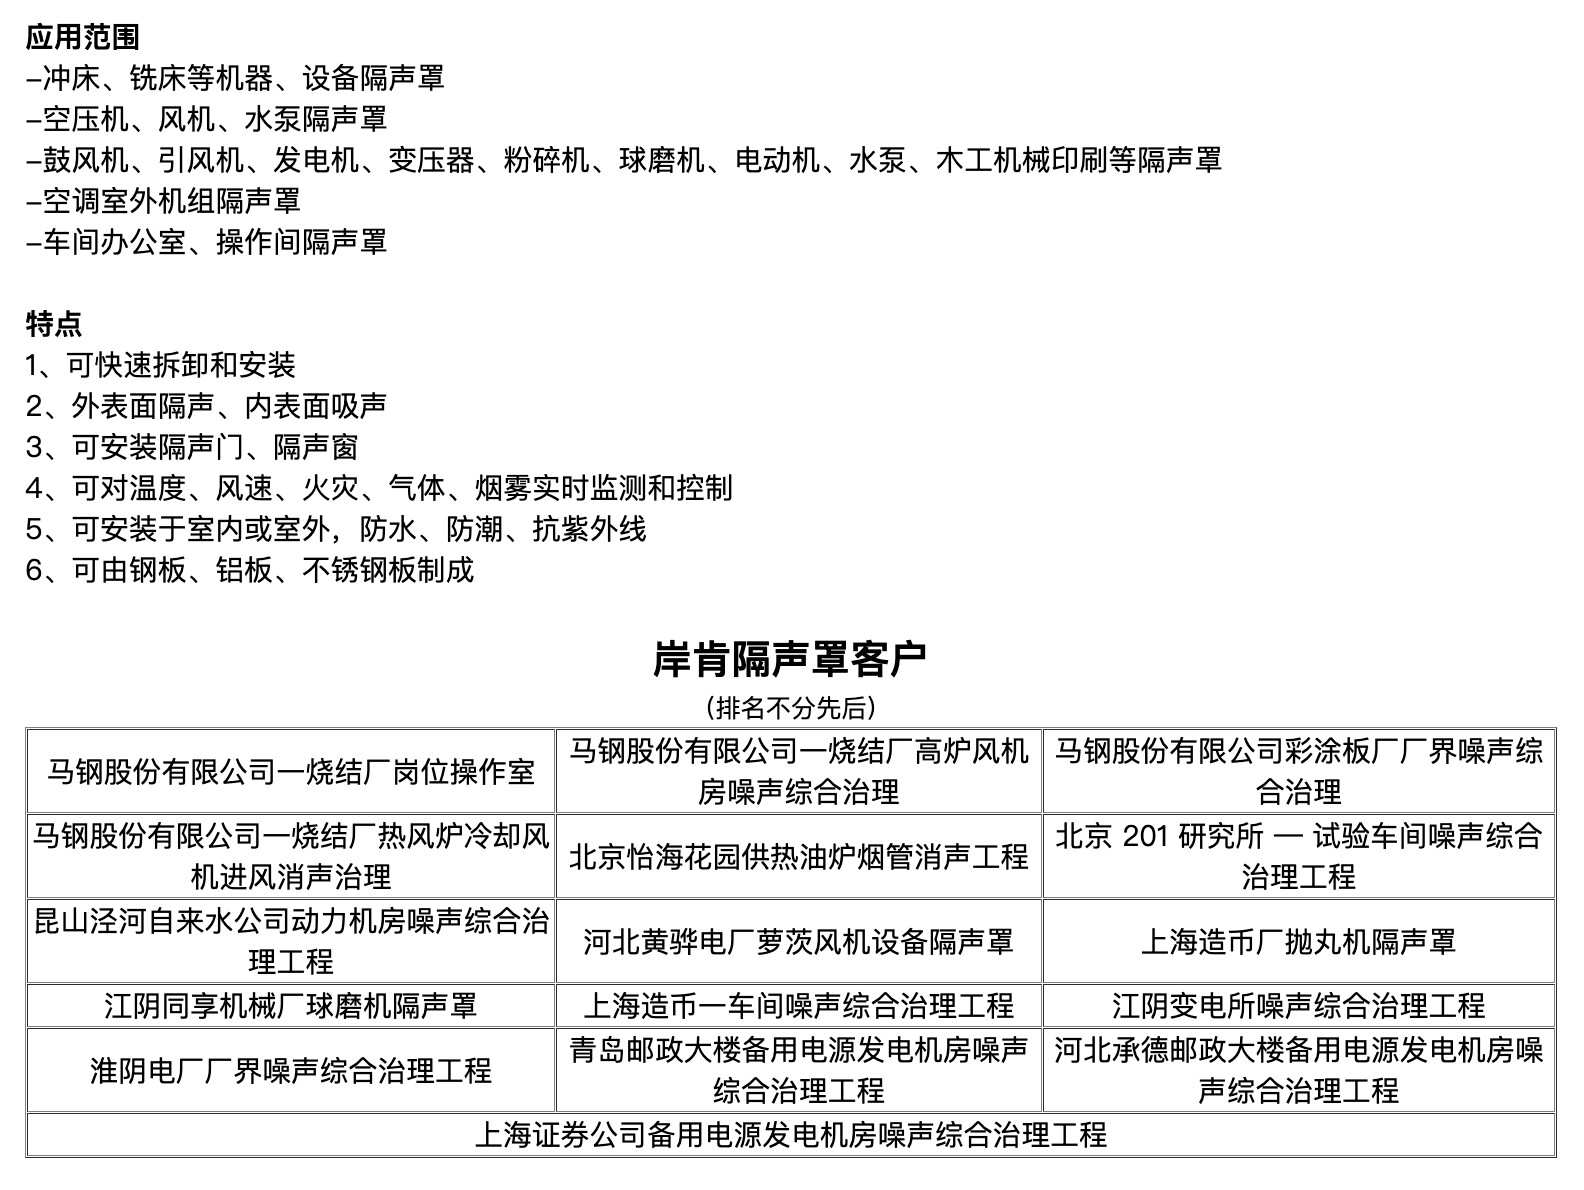 应用范围
–冲床、铣床等机器、设备隔声罩
–空压机、风机、水泵隔声罩
–鼓风机、引风机、发电机、变压器、粉碎机、球磨机、电动机、水泵、木工机械印刷等隔声罩
–空调室外机组隔声罩
–车间办公室、操作间隔声罩
特点
1、可快速拆卸和安装
2、外表面隔声、内表面吸声
3、可安装隔声门、隔声窗
4、可对温度、风速、火灾、气体、烟雾实时监测和控制
5、可安装于室内或室外，防水、防潮、抗紫外线
6、可由钢板、铝板、不锈钢板制成
岸肯隔声罩客户
（排名不分先后）
马钢股份有限公司一烧结厂岗位操作室
马钢股份有限公司一烧结厂高炉风机
房噪声综合治理
马钢股份有限公司彩涂板厂厂界噪声综
合治理
马钢股份有限公司一烧结厂热风炉冷却风
机进风消声治理
北京怡海花园供热油炉烟管消声工程
北京 201 研究所 — 试验车间噪声综合
治理工程
昆山泾河自来水公司动力机房噪声综合治
理工程
河北黄骅电厂萝茨风机设备隔声罩
上海造币厂抛丸机隔声罩
江阴同享机械厂球磨机隔声罩
上海造币一车间噪声综合治理工程
江阴变电所噪声综合治理工程
淮阴电厂厂界噪声综合治理工程
青岛邮政大楼备用电源发电机房噪声
综合治理工程
河北承德邮政大楼备用电源发电机房噪
声综合治理工程
上海证券公司备用电源发电机房噪声综合治理工程